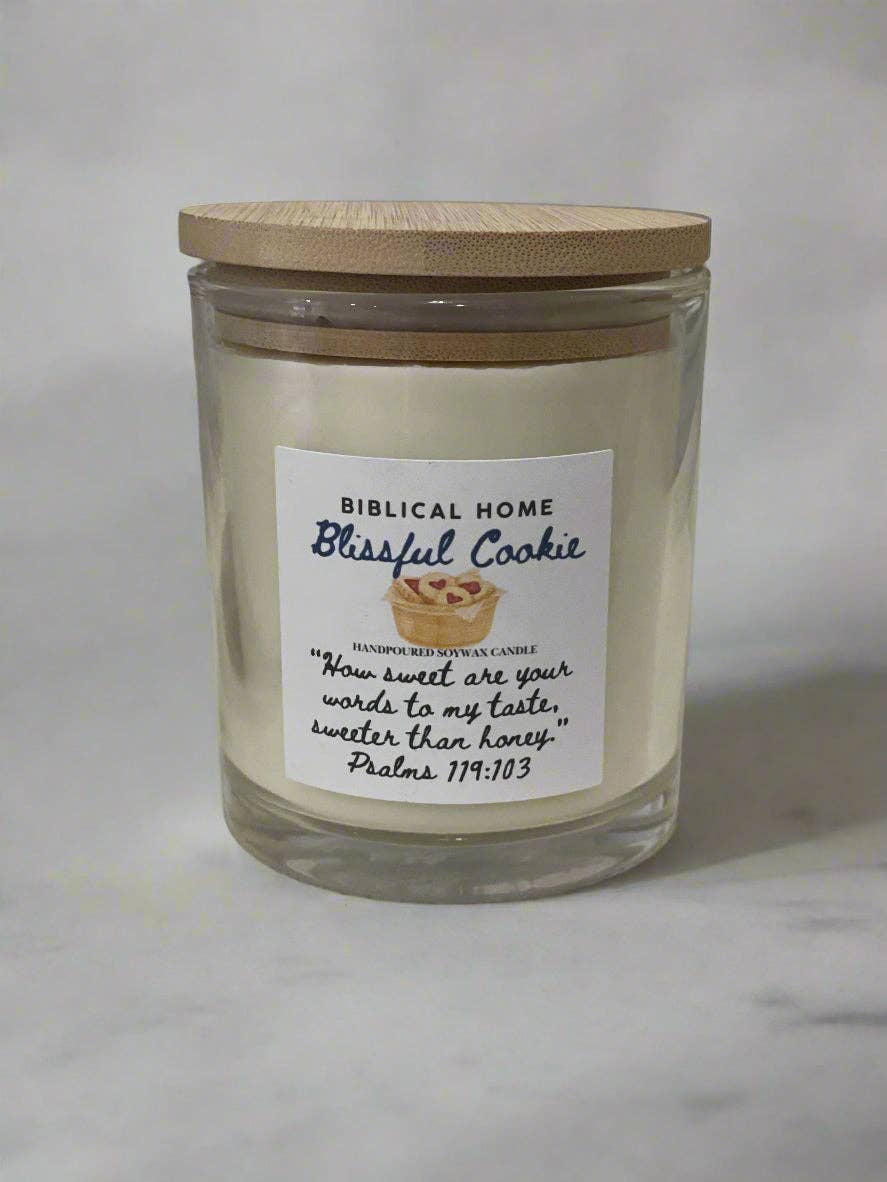 BIBLICAL HOME
Blissful Cookie
HANDPOURED SOYWAX CANDLE
"How sweet are your
words to my taste,
sweeter than honey."
Psalms 119:103